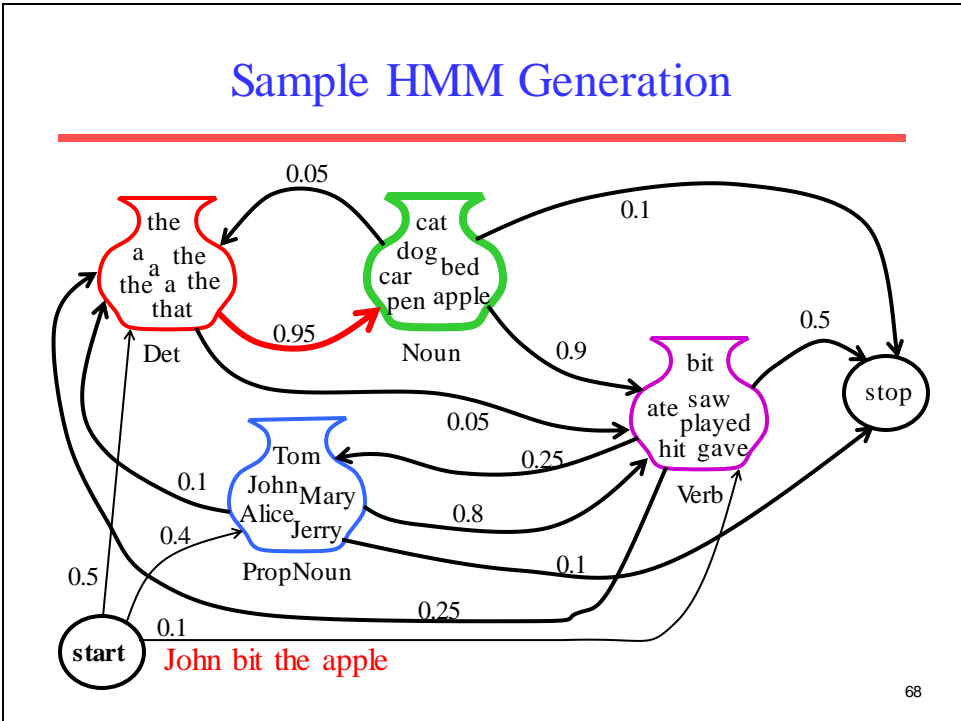 Sample HMM Generation
0.05
0.1
the
a the
a
the a the
that
Det
0.95
cat
dog
bed
car
pen apple
Noun
0.9
0.5
bit
saw
ate
played
hit gave
Verb
stop
0.05
0.25
Tom
John Mary
Alice
Jerry
PropNoun
0.1
0.8
0.4
0.1
0.5
0.25
0.1
start
John bit the apple
68